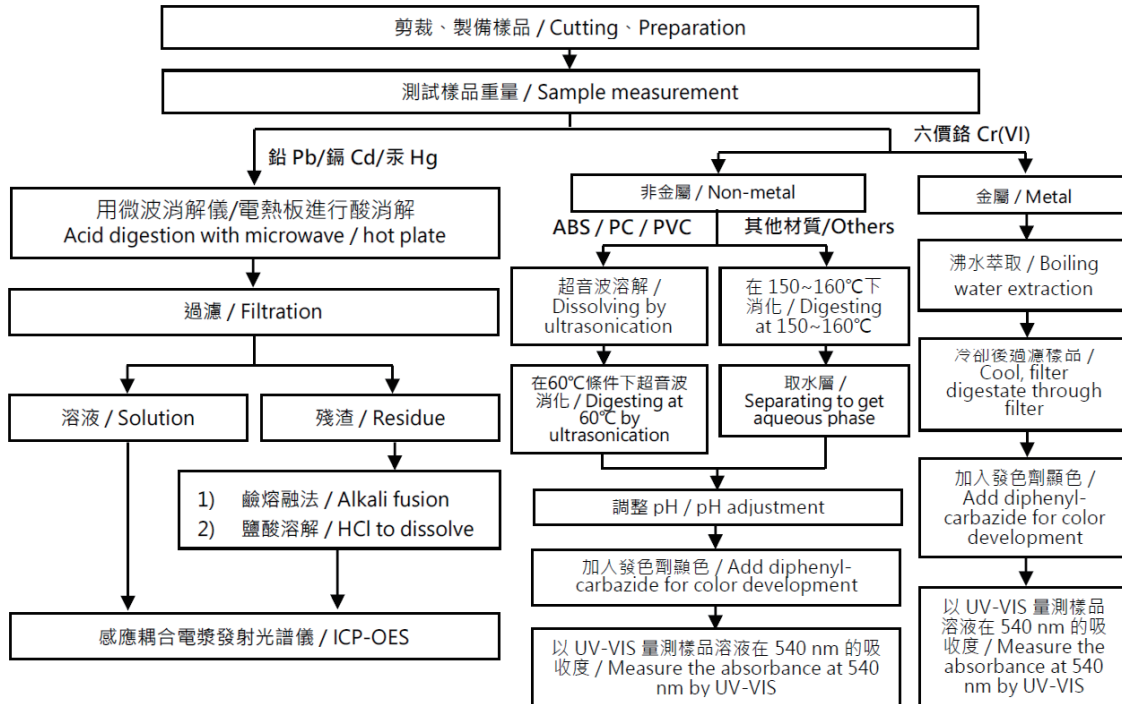 剪裁、製備樣品 / Cutting、Preparation
測試樣品重量 / Sample measurement
鉛 Pb/鎘 Cd/汞 Hg
六價鉻 Cr(VI)
用微波消解儀/電熱板進行酸消解
Acid digestion with microwave / hot plate
過濾 / Filtration
溶液 / Solution
殘渣 / Residue
1) 鹼熔融法 / Alkali fusion
2) 鹽酸溶解 / HCl to dissolve
感應耦合電漿發射光譜儀 / ICP-OES
非金屬 / Non-metal
ABS / PC / PVC
其他材質/Others
超音波溶解 /
Dissolving by
ultrasonication
在60℃條件下超音波
消化 / Digesting at
60℃ by
ultrasonication
在 150~160℃下
消化 / Digesting
at 150~160℃
取水層 /
Separating to get
aqueous phase
調整 pH / pH adjustment
加入發色劑顯色 / Add diphenyl-
carbazide for color development
以 UV-VIS 量測樣品溶液在 540 nm 的吸
收度 / Measure the absorbance at 540
nm by UV-VIS
金屬 / Metal
沸水萃取 / Boiling
water extraction
冷卻後過濾樣品 /
Cool, filter
digestate through
filter
加入發色劑顯色
/ Add diphenyl-
carbazide for color
development
以 UV-VIS 量測樣品
溶液在 540 nm 的吸
收度 / Measure the
absorbance at 540
nm by UV-VIS